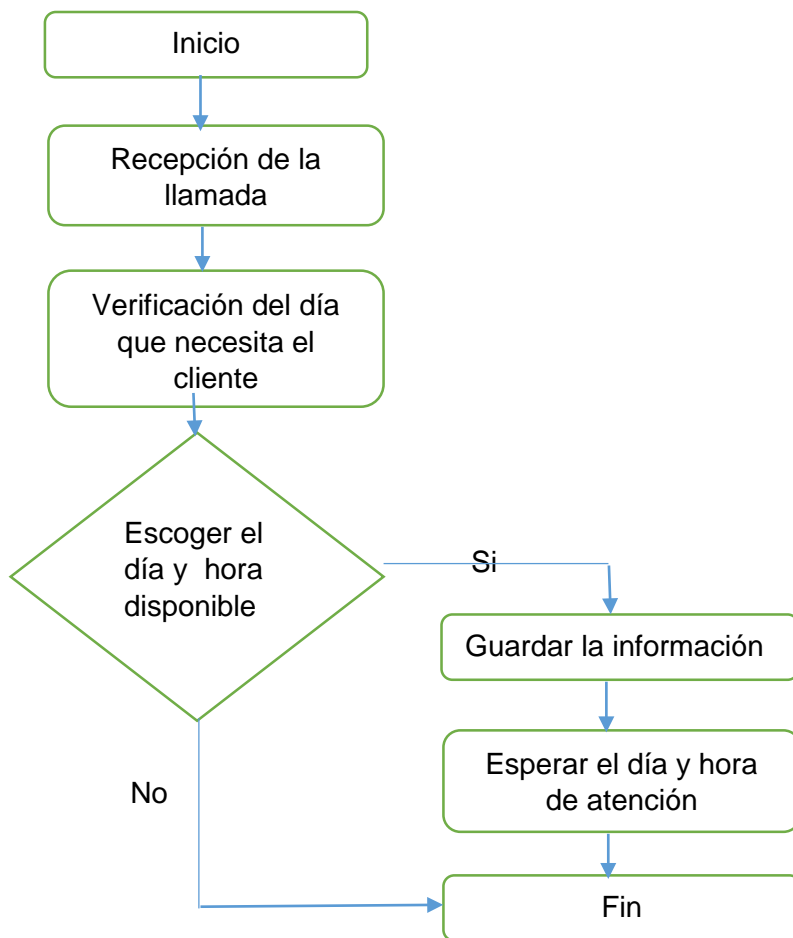 Inicio
Recepción de la
llamada
Verificación del día
que necesita el
cliente
Escoger el
día y hora
disponible
Si
Guardar la información
Esperar el día y hora
de atención
No
Fin